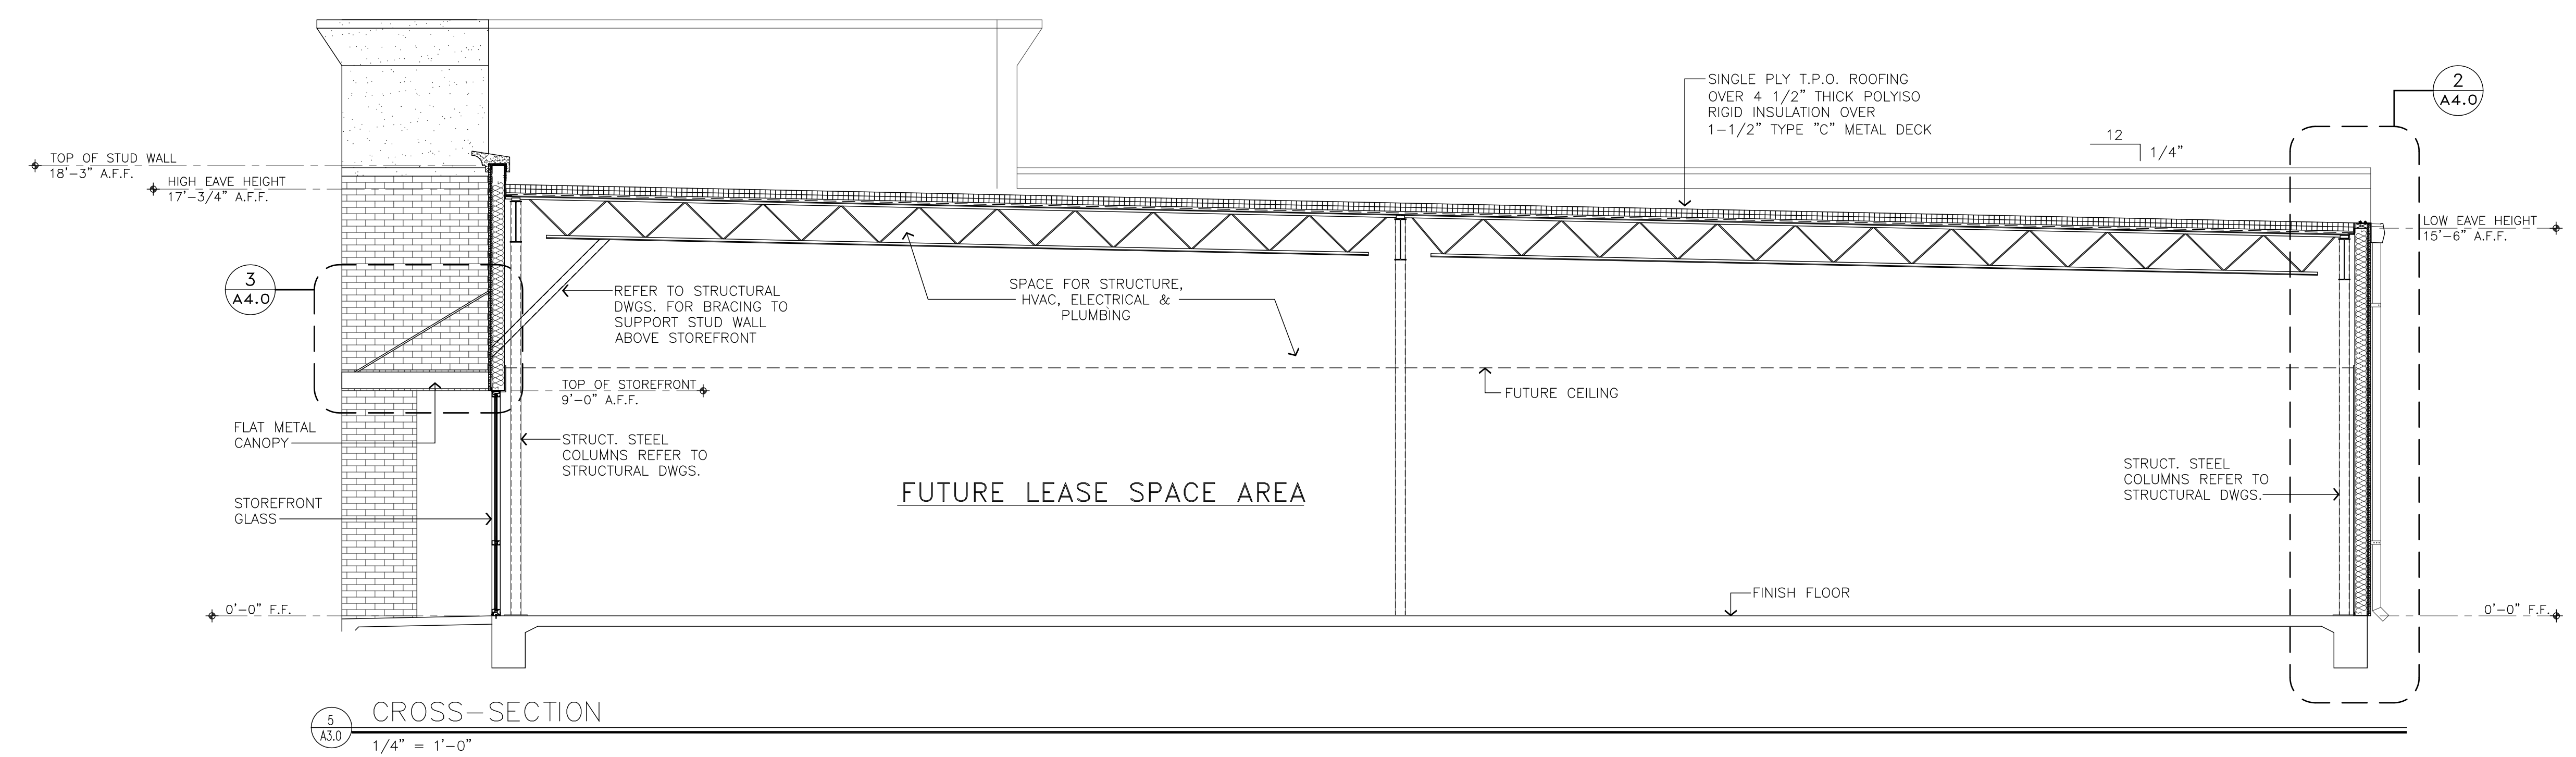 SINGLE PLY T.P.O. ROOFING
OVER 4 1/2" THICK POLYISO
RIGID INSULATION OVER
1-1/2" TYPE "C" METAL DECK
2
A4.0
12
1/4"
TOP OF STUD WALL
18'-3" A.F.F.
HIGH EAVE HEIGHT
17'-3/4" A.F.F.
LOW EAVE HEIGHT
15'-6" A.F.F.
3
A4.0
REFER TO STRUCTURAL
DWGS. FOR BRACING TO
SUPPORT STUD WALL
ABOVE STOREFRONT
SPACE FOR STRUCTURE,
HVAC, ELECTRICAL &
PLUMBING
TOP OF STOREFRONT
9'-0" A.F.F.
FUTURE CEILING
FLAT METAL
CANOPY
STRUCT. STEEL
COLUMNS REFER TO
STRUCTURAL DWGS.
STOREFRONT
GLASS
FUTURE LEASE SPACE AREA
STRUCT. STEEL
COLUMNS REFER TO
STRUCTURAL DWGS.
FINISH FLOOR
0'-0" F.F.
0'-0" F.F.
5
A3.0
CROSS-SECTION
1/4" = 1'-0"